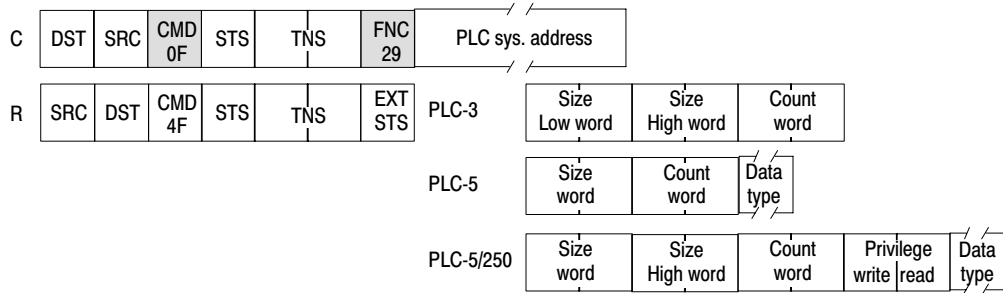 C DST SRC CMD 0F STS TNS FNC 29 PLC sys. address
R SRC DST CMD 4F STS TNS EXT STS
PLC-3 Size Low word Size High word Count word
PLC-5 Size word Count word Data type
PLC-5/250 Size word Size High word Count word Privilege write read Data type